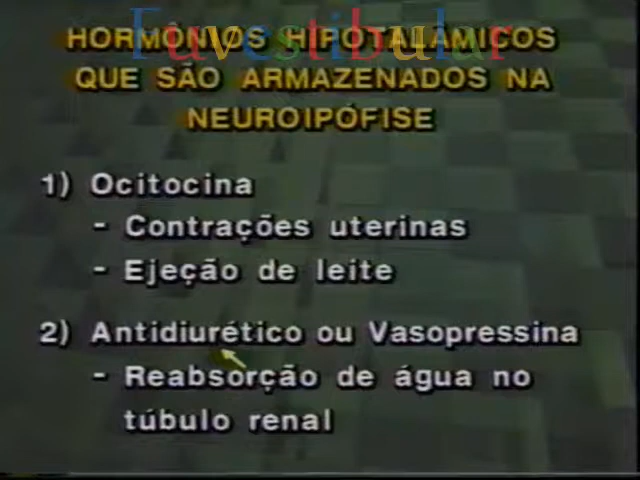 Fuvestibular
HORMÔNIOS HIPOTALÂMICOS
QUE SÃO ARMAZENADOS NA
NEUROIPÓFISE
1) Ocitocina
- Contrações uterinas
- Ejeção de leite
2) Antidiurético ou Vasopressina
- Reabsorção de água no
túbulo renal